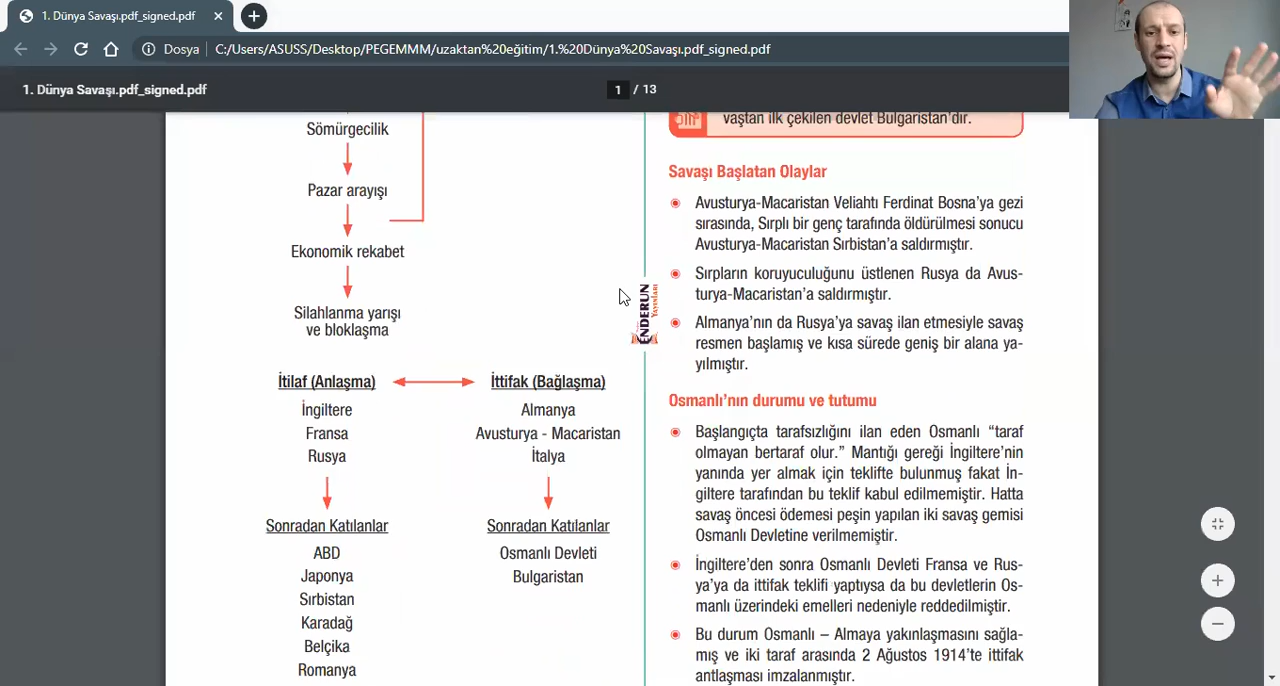 1. Dünya Savaşı.pdf_signed.pdf
Dosya
C:/Users/ASUSS/Desktop/PEGEMMM/uzaktan%20eğitim/1.%20Dünya%20Savaşı.pdf_signed.pdf
1. Dünya Savaşı.pdf_signed.pdf
1 / 13
Sömürgecilik
Pazar arayışı
Ekonomik rekabet
Silahlanma yarışı
ve bloklaşma
İtilaf (Anlaşma)
İngiltere
Fransa
Rusya
Sonradan Katılanlar
ABD
Japonya
Sırbistan
Karadağ
Belçika
Romanya
İttifak (Bağlaşma)
Almanya
Avusturya - Macaristan
İtalya
Sonradan Katılanlar
Osmanlı Devleti
Bulgaristan
ENDERUN
Yayınları
vaştan ilk çekilen devlet Bulgaristan'dır.
Savaşı Başlatan Olaylar
Avusturya-Macaristan Veliahtı Ferdinat Bosna'ya gezi
sırasında, Sırplı bir genç tarafında öldürülmesi sonucu
Avusturya-Macaristan Sırbistan'a saldırmıştır.
Sırpların koruyuculuğunu üstlenen Rusya da Avus-
turya-Macaristan'a saldırmıştır.
Almanya'nın da Rusya'ya savaş ilan etmesiyle savaş
resmen başlamış ve kısa sürede geniş bir alana ya-
yılmıştır.
Osmanlı'nın durumu ve tutumu
Başlangıçta tarafsızlığını ilan eden Osmanlı “taraf
olmayan bertaraf olur.” Mantığı gereği İngiltere'nin
yanında yer almak için teklifte bulunmuş fakat İn-
giltere tarafından bu teklif kabul edilmemiştir. Hatta
savaş öncesi ödemesi peşin yapılan iki savaş gemisi
Osmanlı Devletine verilmemiştir.
İngiltere'den sonra Osmanlı Devleti Fransa ve Rus-
ya'ya da ittifak teklifi yaptıysa da bu devletlerin Os-
manlı üzerindeki emelleri nedeniyle reddedilmiştir.
Bu durum Osmanlı – Almaya yakınlaşmasını sağla-
mış ve iki taraf arasında 2 Ağustos 1914'te ittifak
antlaşması imzalanmıştır.